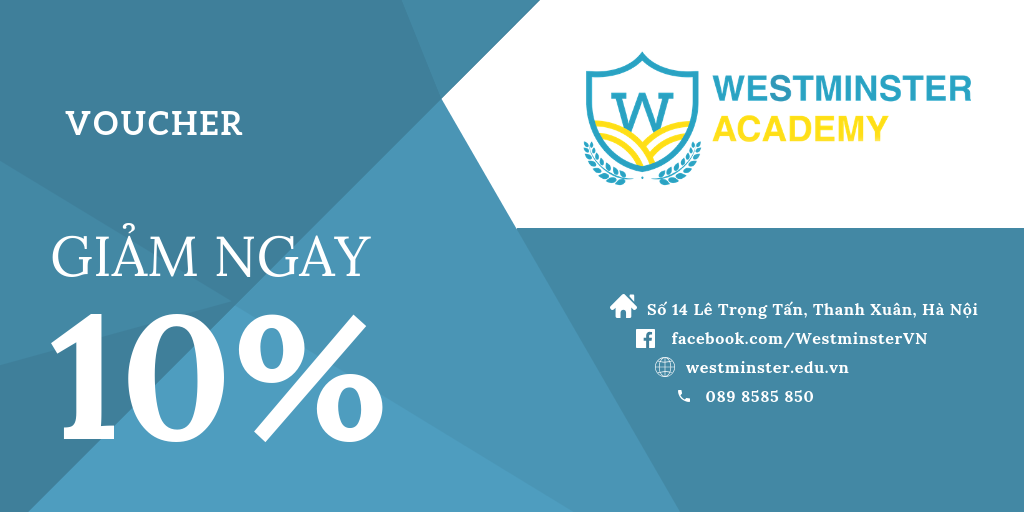 VOUCHER
GIẢM NGAY
10%
W
WESTMINSTER
ACADEMY
Số 14 Lê Trọng Tấn, Thanh Xuân, Hà Nội
facebook.com/WestminsterVN
westminster.edu.vn
089 8585 850